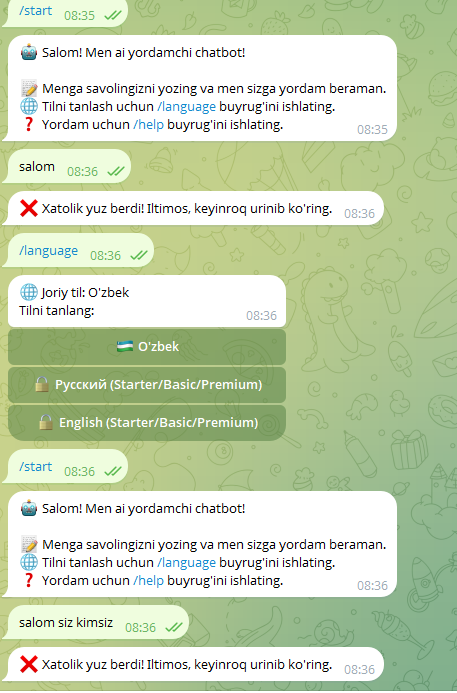 /start 08:35
🤖 Salom! Men ai yordamchi chatbot!
📝 Menga savolingizni yozing va men sizga yordam beraman.
🌐 Tilni tanlash uchun /language buyrug'ini ishlating.
❓ Yordam uchun /help buyrug'ini ishlating.
08:35
salom 08:36
❌ Xatolik yuz berdi! Iltimos, keyinroq urinib ko'ring. 08:36
/language 08:36
🌐 Joriy til: O'zbek
Tilni tanlang:
08:36
🇺🇿 O'zbek
🔒 Русский (Starter/Basic/Premium)
🔒 English (Starter/Basic/Premium)
/start 08:36
🤖 Salom! Men ai yordamchi chatbot!
📝 Menga savolingizni yozing va men sizga yordam beraman.
🌐 Tilni tanlash uchun /language buyrug'ini ishlating.
❓ Yordam uchun /help buyrug'ini ishlating.
08:36
salom siz kimsiz 08:36
❌ Xatolik yuz berdi! Iltimos, keyinroq urinib ko'ring. 08:36